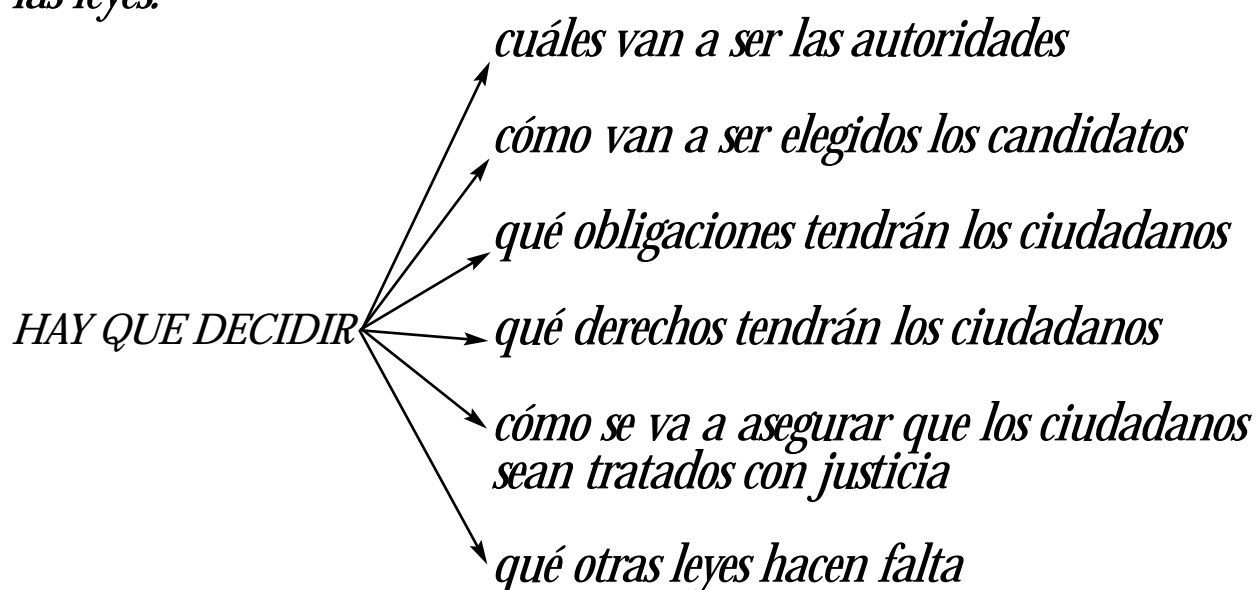 las leyes.
cuáles van a ser las autoridades
cómo van a ser elegidos los candidatos
qué obligaciones tendrán los ciudadanos
HAY QUE DECIDIR
qué derechos tendrán los ciudadanos
cómo se va a asegurar que los ciudadanos
sean tratados con justicia
qué otras leyes hacen falta